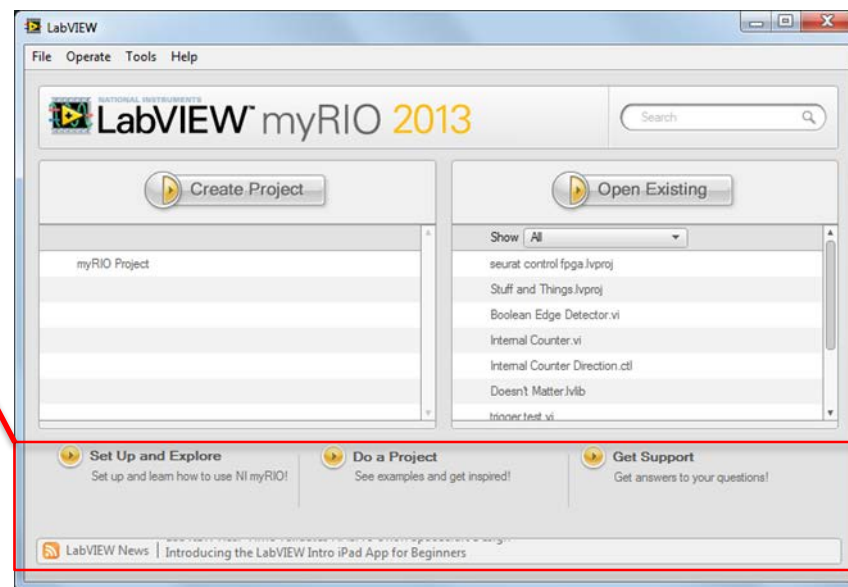 LabVIEW
File Operate Tools Help
NATIONAL INSTRUMENTS
LabVIEW™ myRIO 2013
Search
Create Project
Open Existing
Show All
myRIO Project
seurat control fpga.lvproj
Stuff and Things.lvproj
Boolean Edge Detector.vi
Internal Counter.vi
Internal Counter Direction.ctl
Doesn't Matter.lvlib
trigger test.vi
Set Up and Explore
Set up and learn how to use NI myRIO!
Do a Project
See examples and get inspired!
Get Support
Get answers to your questions!
LabVIEW News
Introducing the LabVIEW Intro iPad App for Beginners